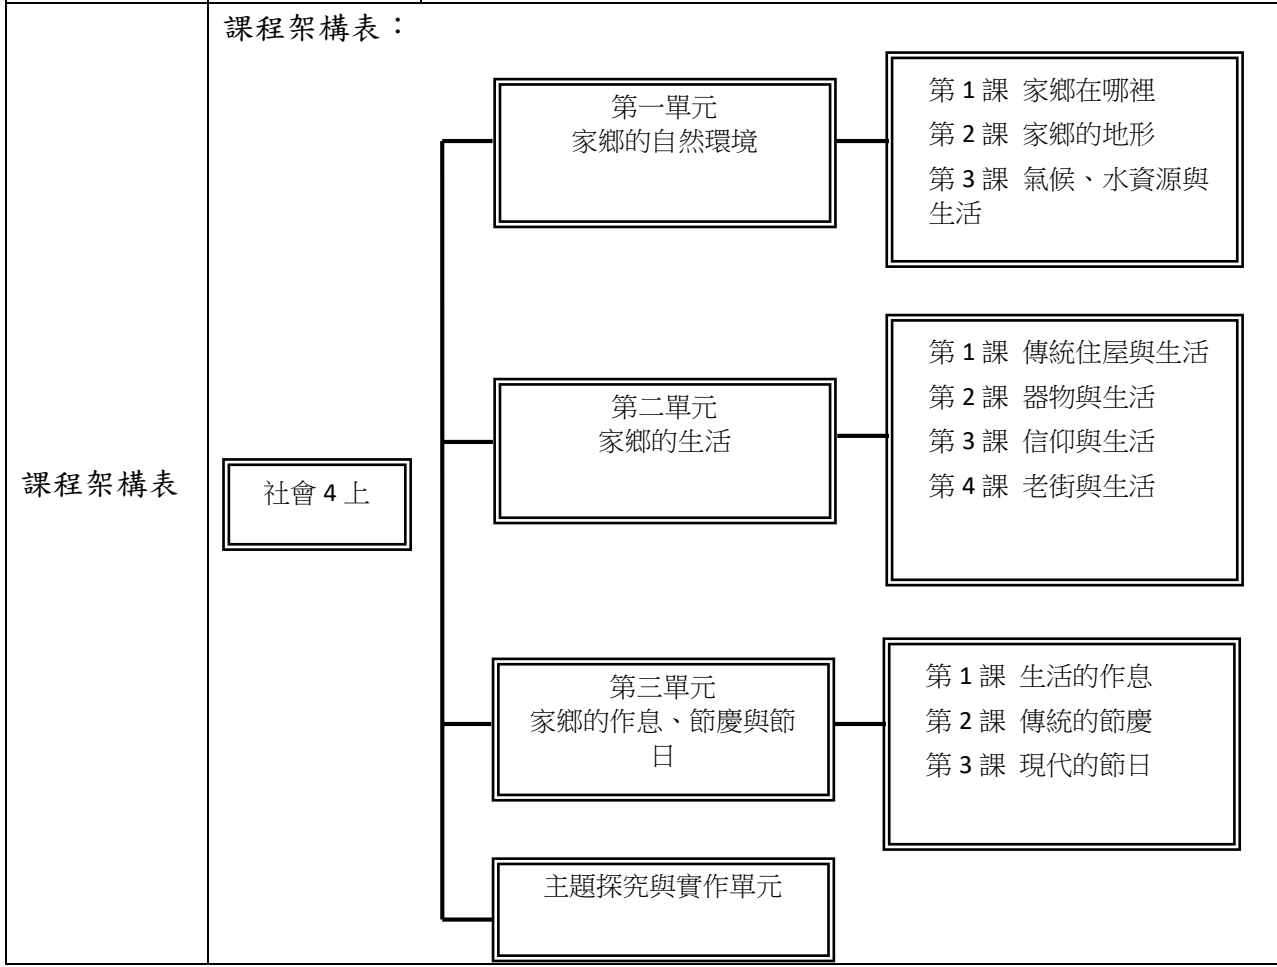 課程架構表
課程架構表：
社會 4 上
第一單元
家鄉的自然環境
第 1 課 家鄉在哪裡
第 2 課 家鄉的地形
第 3 課 氣候、水資源與
生活
第二單元
家鄉的生活
第 1 課 傳統住屋與生活
第 2 課 器物與生活
第 3 課 信仰與生活
第 4 課 老街與生活
第三單元
家鄉的作息、節慶與節
日
第 1 課 生活的作息
第 2 課 傳統的節慶
第 3 課 現代的節日
主題探究與實作單元